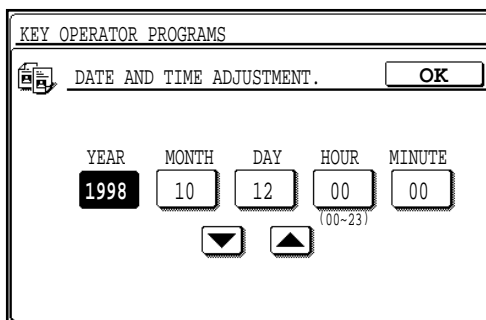 KEY OPERATOR PROGRAMS
DATE AND TIME ADJUSTMENT. OK
YEAR MONTH DAY HOUR MINUTE
1998 10 12 00 00
(00~23)